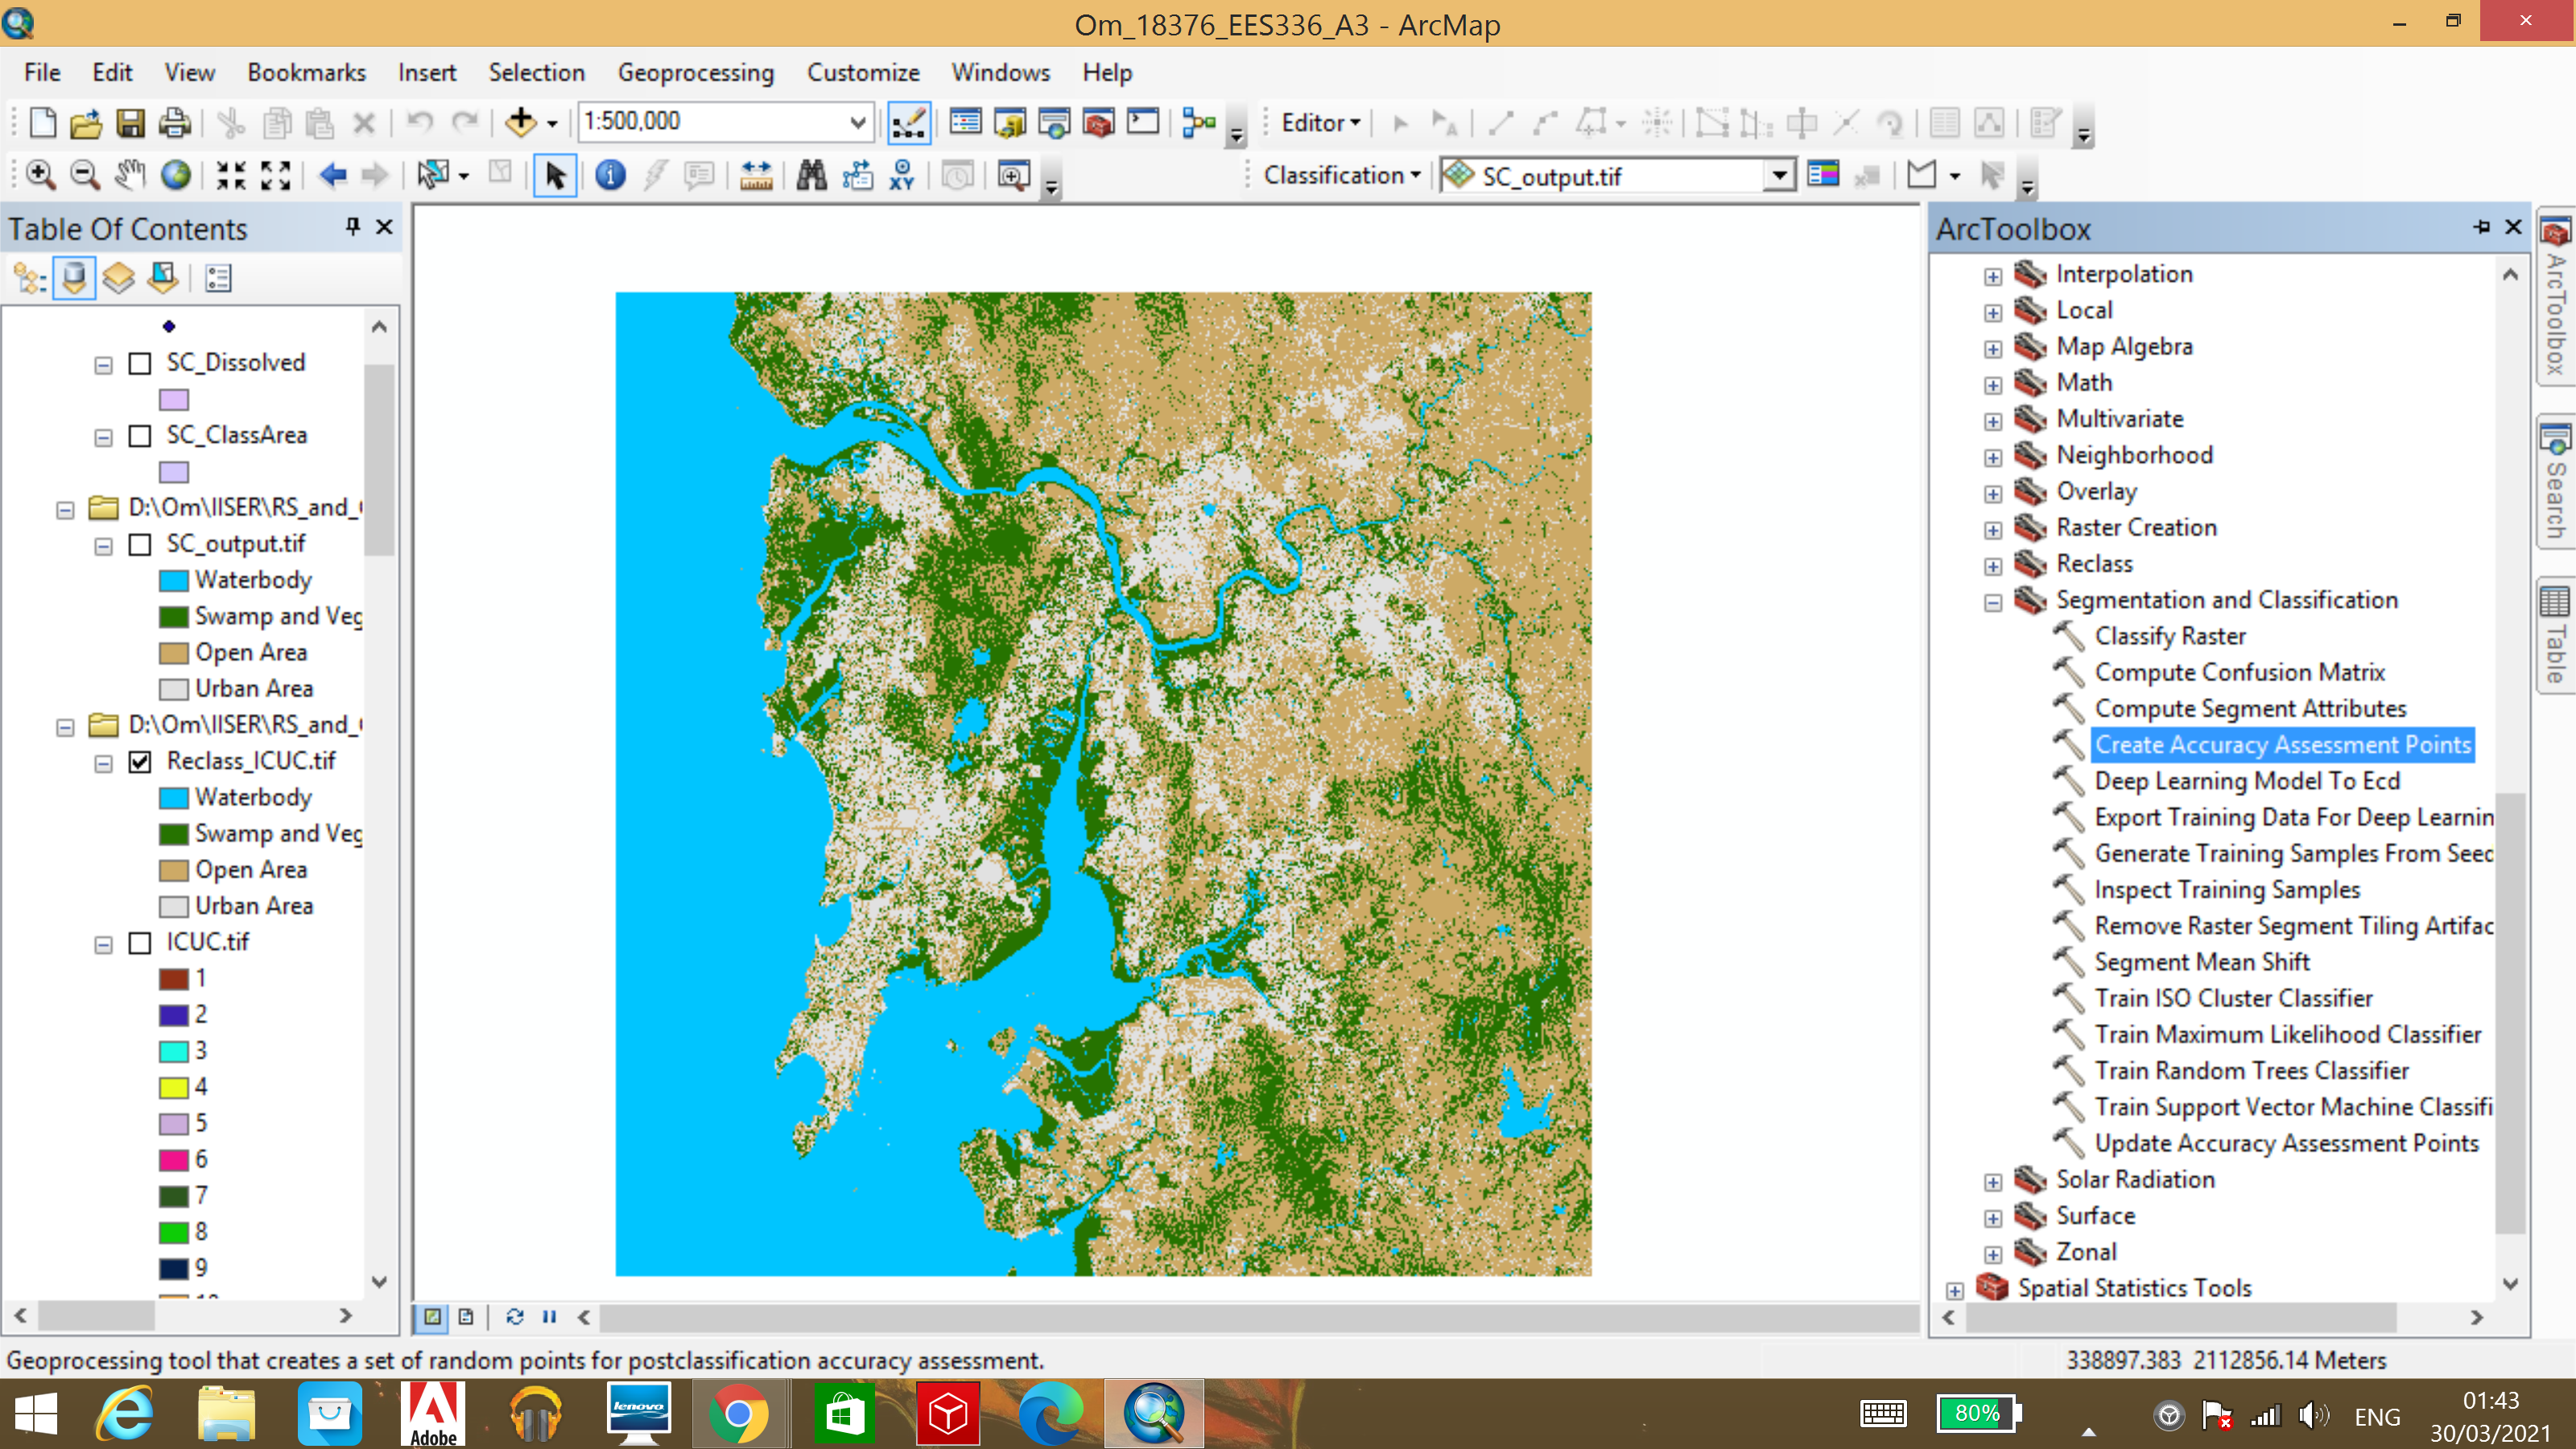 Om_18376_EES336_A3 - ArcMap
File Edit View Bookmarks Insert Selection Geoprocessing Customize Windows Help
1:500,000
Editor
XY
Classification
SC_output.tif
Table Of Contents
SC_Dissolved
SC_ClassArea
D:\Om\IISER\RS_and_
SC_output.tif
Waterbody
Swamp and Veg
Open Area
Urban Area
D:\Om\IISER\RS_and_
Reclass_ICUC.tif
Waterbody
Swamp and Veg
Open Area
Urban Area
ICUC.tif
1
2
3
4
5
6
7
8
9
ArcToolbox
Interpolation
Local
Map Algebra
Math
Multivariate
Neighborhood
Overlay
Raster Creation
Reclass
Segmentation and Classification
Classify Raster
Compute Confusion Matrix
Compute Segment Attributes
Create Accuracy Assessment Points
Deep Learning Model To Ecd
Export Training Data For Deep Learnin
Generate Training Samples From Seed
Inspect Training Samples
Remove Raster Segment Tiling Artifac
Segment Mean Shift
Train ISO Cluster Classifier
Train Maximum Likelihood Classifier
Train Random Trees Classifier
Train Support Vector Machine Classifi
Update Accuracy Assessment Points
Solar Radiation
Surface
Zonal
Spatial Statistics Tools
ArcToolbox
Search
Table
Geoprocessing tool that creates a set of random points for postclassification accuracy assessment.
338897.383 2112856.14 Meters
Adobe
lenovo
80%
ENG
01:43
30/03/2021